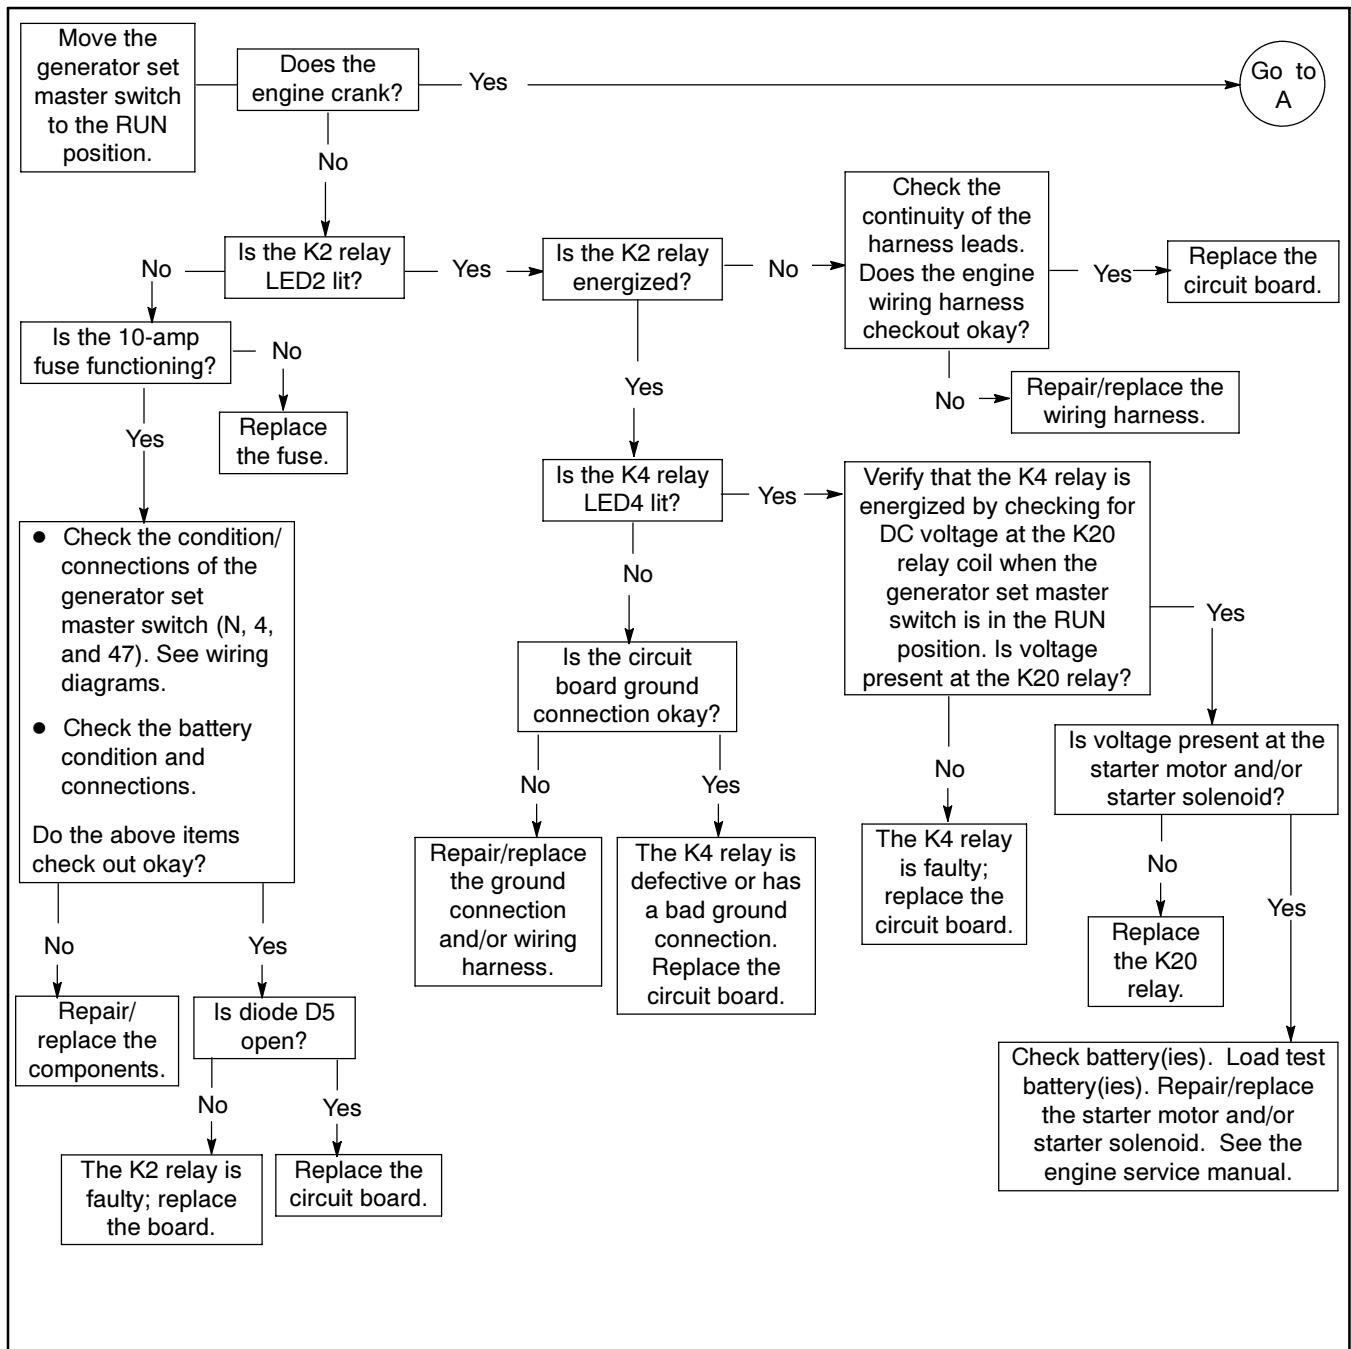 Move the
generator set
master switch
to the RUN
position.
Does the
engine crank?
Yes
Go to
A
No
Is the K2 relay
LED2 lit?
No
Yes
Is the K2 relay
energized?
No
Check the
continuity of the
harness leads.
Does the engine
wiring harness
checkout okay?
Yes
Replace the
circuit board.
No
Repair/replace the
wiring harness.
Is the 10-amp
fuse functioning?
No
Replace
the fuse.
Yes
Yes
Is the K4 relay
LED4 lit?
Yes
Verify that the K4 relay is
energized by checking for
DC voltage at the K20
relay coil when the
generator set master
switch is in the RUN
position. Is voltage
present at the K20 relay?
Yes
No
● Check the condition/
connections of the
generator set
master switch (N, 4,
and 47). See wiring
diagrams.
● Check the battery
condition and
connections.
Do the above items
check out okay?
Is the circuit
board ground
connection okay?
No
Yes
Repair/replace
the ground
connection
and/or wiring
harness.
The K4 relay is
defective or has
a bad ground
connection.
Replace the
circuit board.
No
The K4 relay
is faulty;
replace the
circuit board.
Is voltage present at the
starter motor and/or
starter solenoid?
No
Replace
the K20
relay.
Yes
Check battery(ies). Load test
battery(ies). Repair/replace
the starter motor and/or
starter solenoid. See the
engine service manual.
No
Yes
Repair/
replace the
components.
Is diode D5
open?
No
Yes
The K2 relay is
faulty; replace
the board.
Replace the
circuit board.